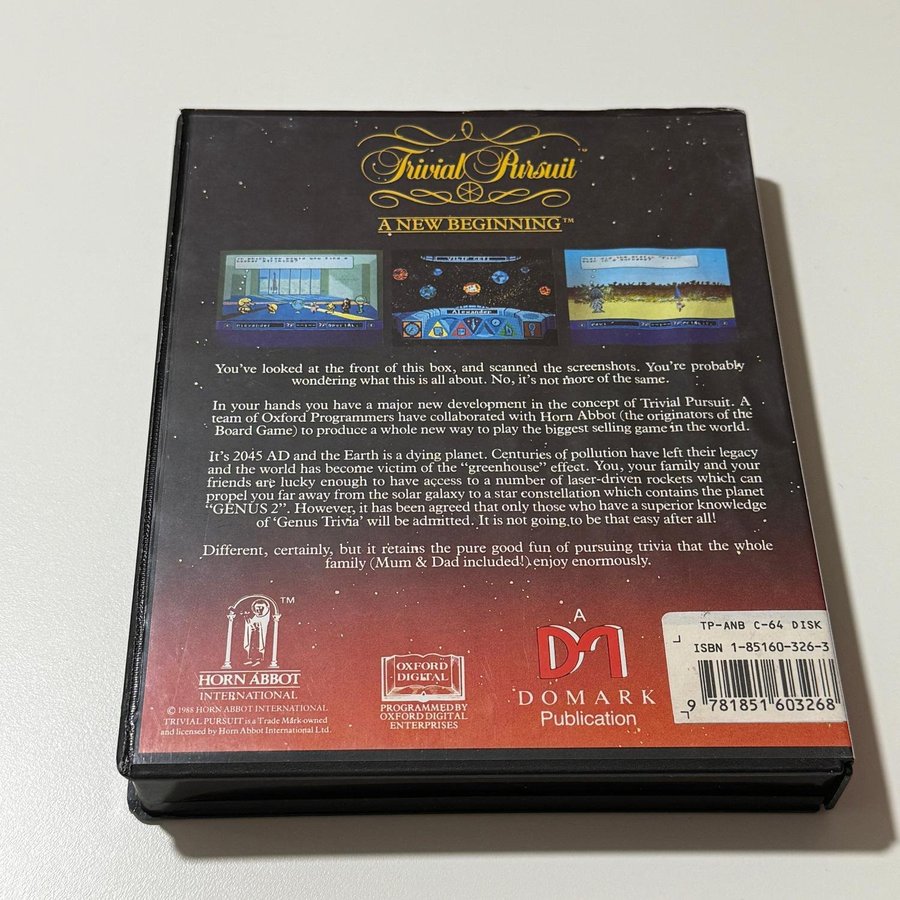 Trivial Pursuit
A NEW BEGINNING™
Alexander
You've looked at the front of this box, and scanned the screenshots. You're probably
wondering what this is all about. No, it's not more of the same.
In your hands you have a major new development in the concept of Trivial Pursuit. A
team of Oxford Programmers have collaborated with Horn Abbot (the originators of the
Board Game) to produce a whole new way to play the biggest selling game in the world.
It's 2045 AD and the Earth is a dying planet. Centuries of pollution have left their legacy
and the world has become victim of the "greenhouse" effect. You, your family and your
friends are lucky enough to have access to a number of laser-driven rockets which can
propel you far away from the solar galaxy to a star constellation which contains the planet
"GENUS 2". However, it has been agreed that only those who have a superior knowledge
of 'Genus Trivia' will be admitted. It is not going to be that easy after all!
Different, certainly, but it retains the pure good fun of pursuing trivia that the whole
family (Mum & Dad included!) enjoy enormously.
TM
HORN ABBOT
INTERNATIONAL
© 1988 HORN ABBOT INTERNATIONAL
TRIVIAL PURSUIT is a Trade Mark owned
and licensed by Horn Abbot International Ltd.
OXFORD
DIGITAL
PROGRAMMED BY
OXFORD DIGITAL
ENTERPRISES
A
DOMARK
Publication
TP-ANB C-64 DISK
ISBN 1-85160-326-3
9 781851 603268